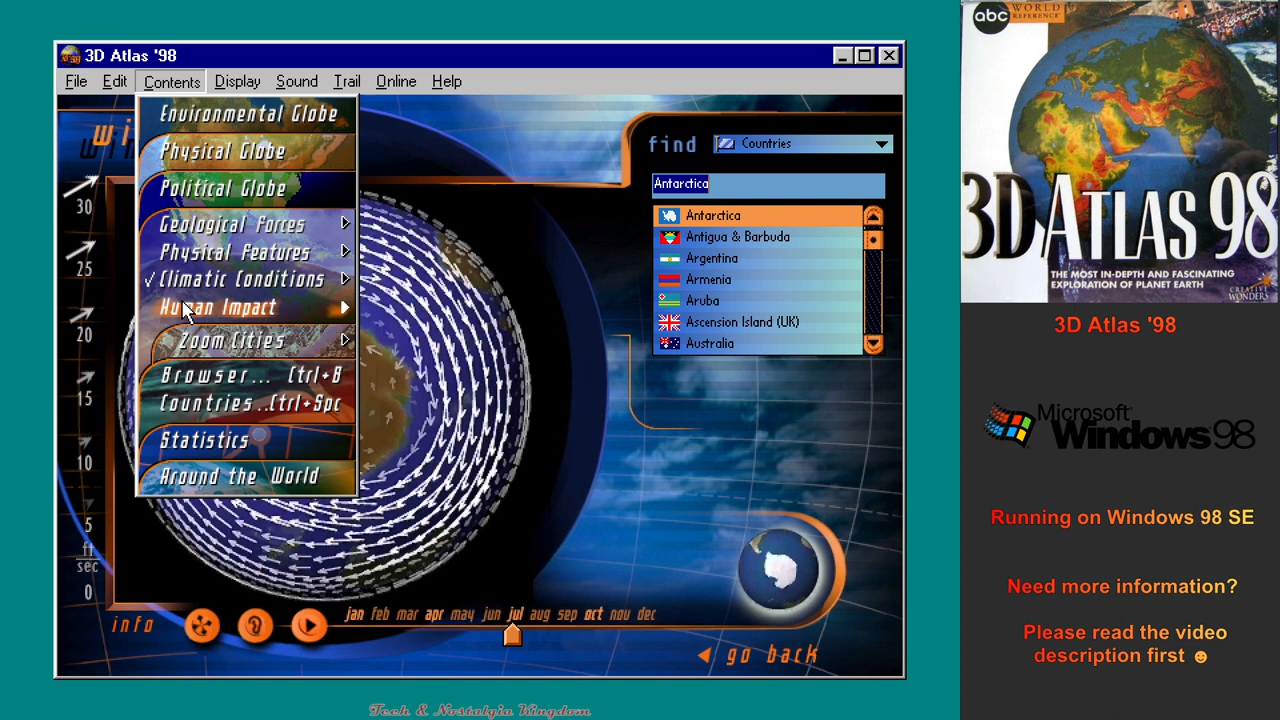 3D Atlas '98
File Edit Contents Display Sound Trail Online Help
Environmental Globe
Physical Globe
Political Globe
Geological Forces
Physical Features
✓ Climatic Conditions
Human Impact
Zoom Cities
Browser... Ctrl+B
Countries..Ctrl+Spc
Statistics
Around the World
30
25
20
15
10
5
ft
sec
0
find Countries
Antarctica
Antarctica
Antigua & Barbuda
Argentina
Armenia
Aruba
Ascension Island (UK)
Australia
jan feb mar apr may jun jul aug sep oct nov dec
info
go back
Tech & Nostalgia Kingdom
abc WORLD REFERENCE
3D ATLAS 98
THE MOST IN-DEPTH AND FASCINATING
EXPLORATION OF PLANET EARTH
CREATIVE
WONDERS
3D Atlas '98
Microsoft
Windows 98
Running on Windows 98 SE
Need more information?
Please read the video
description first ☻